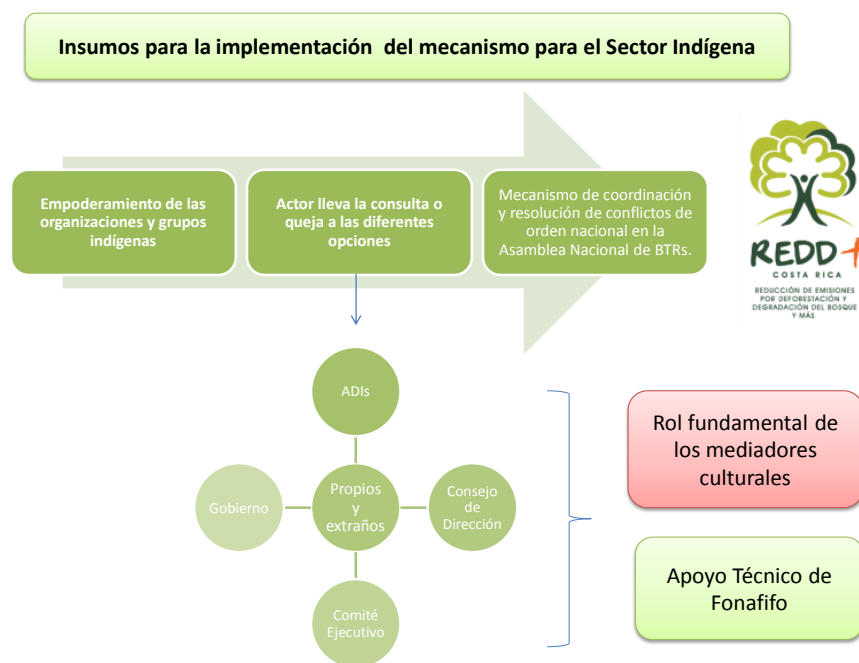 Insumos para la implementación del mecanismo para el Sector Indígena
Empoderamiento de las
organizaciones y grupos
indígenas
Actor lleva la consulta o
queja a las diferentes
opciones
Mecanismo de coordinación
y resolución de conflictos de
orden nacional en la
Asamblea Nacional de BTRs.
REDD+
COSTA RICA
REDUCCIÓN DE EMISIONES
POR DEFORESTACIÓN Y
DEGRADACIÓN DEL BOSQUE
Y MÁS
ADIs
Gobierno
Propios
y
extraños
Consejo
de
Dirección
Comité
Ejecutivo
Rol fundamental de
los mediadores
culturales
Apoyo Técnico de
Fonafifo